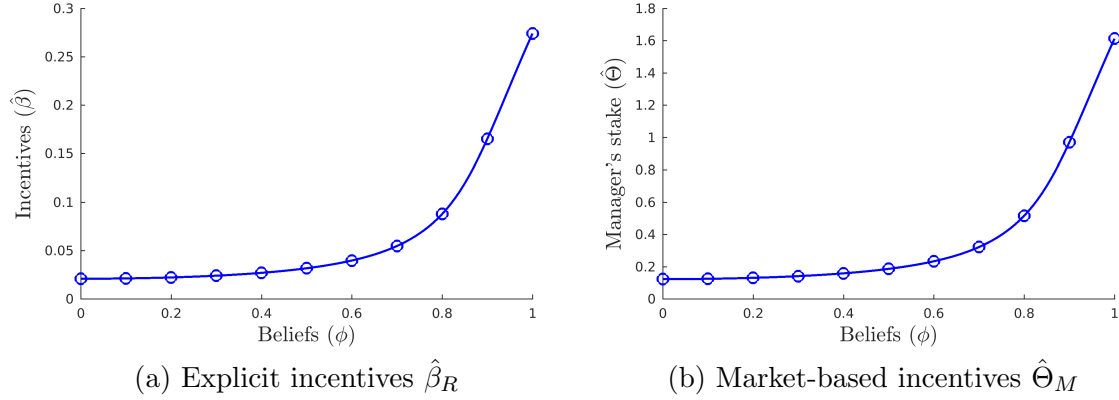 0.3
0.25
0.2
0.15
0.1
0.05
0
Incentives (β̂)
0 0.2 0.4 0.6 0.8 1
Beliefs (ϕ)
(a) Explicit incentives β̂_R
1.8
1.6
1.4
1.2
1
0.8
0.6
0.4
0.2
0
Manager's stake (Θ̂)
0 0.2 0.4 0.6 0.8 1
Beliefs (ϕ)
(b) Market-based incentives Θ̂_M